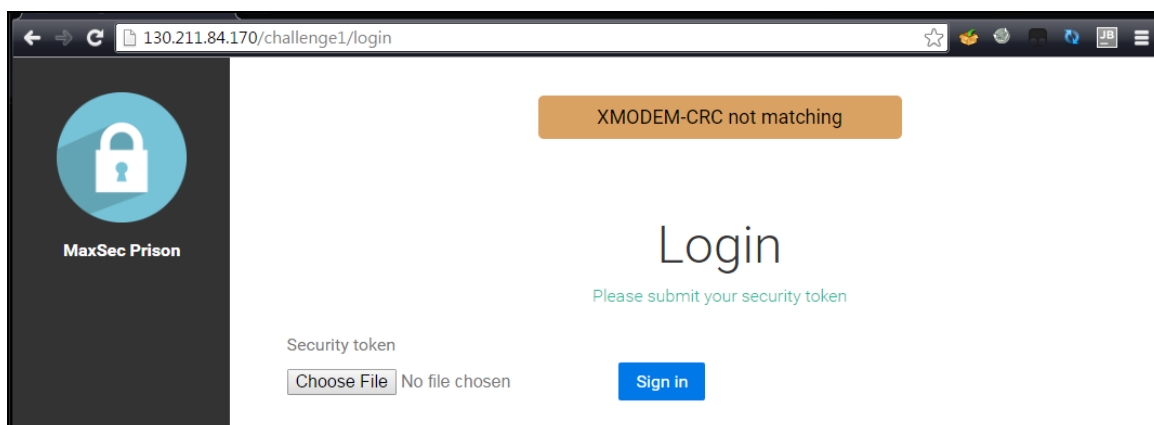 130.211.84.170/challenge1/login
JB
XMODEM-CRC not matching
MaxSec Prison
Login
Please submit your security token
Security token
Choose File No file chosen
Sign in